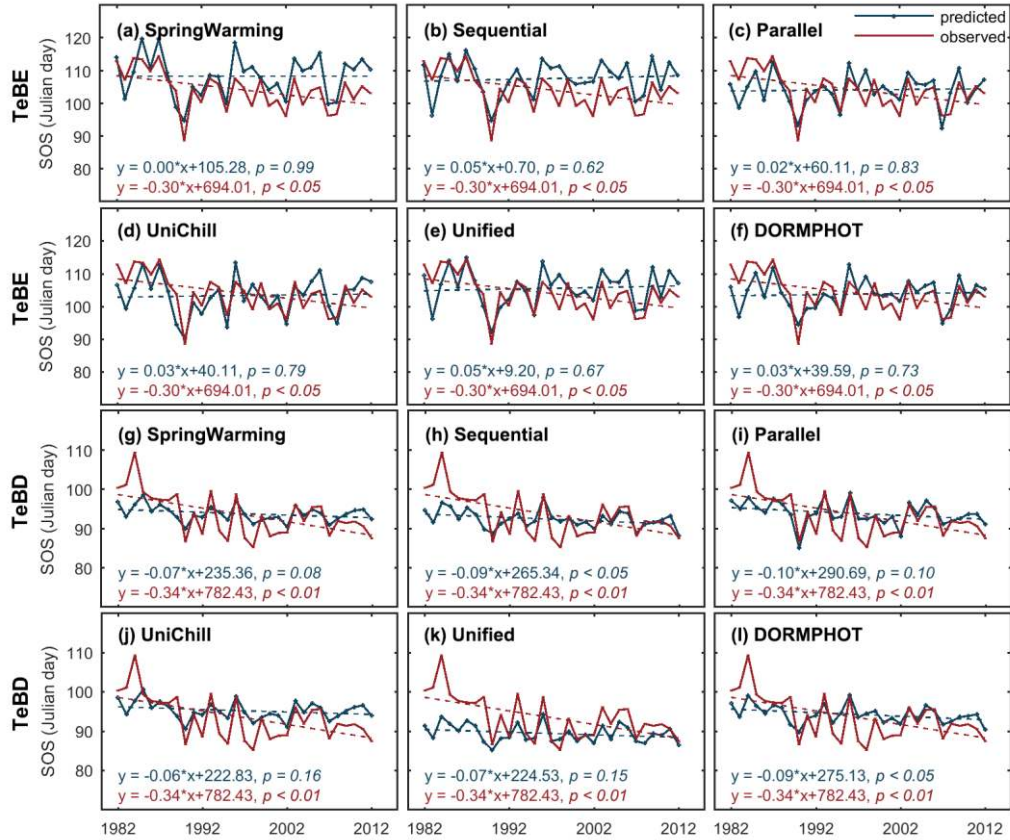 (a) SpringWarming
(b) Sequential
(c) Parallel
predicted
observed
TeBE
SOS (Julian day)
120
110
100
90
80
y = 0.00*x+105.28, p = 0.99
y = -0.30*x+694.01, p < 0.05
y = 0.05*x+0.70, p = 0.62
y = -0.30*x+694.01, p < 0.05
y = 0.02*x+60.11, p = 0.83
y = -0.30*x+694.01, p < 0.05
(d) UniChill
(e) Unified
(f) DORMPHOT
TeBE
SOS (Julian day)
120
110
100
90
80
y = 0.03*x+40.11, p = 0.79
y = -0.30*x+694.01, p < 0.05
y = 0.05*x+9.20, p = 0.67
y = -0.30*x+694.01, p < 0.05
y = 0.03*x+39.59, p = 0.73
y = -0.30*x+694.01, p < 0.05
(g) SpringWarming
(h) Sequential
(i) Parallel
TeBD
SOS (Julian day)
110
100
90
80
y = -0.07*x+235.36, p = 0.08
y = -0.34*x+782.43, p < 0.01
y = -0.09*x+265.34, p < 0.05
y = -0.34*x+782.43, p < 0.01
y = -0.10*x+290.69, p = 0.10
y = -0.34*x+782.43, p < 0.01
(j) UniChill
(k) Unified
(l) DORMPHOT
TeBD
SOS (Julian day)
110
100
90
80
y = -0.06*x+222.83, p = 0.16
y = -0.34*x+782.43, p < 0.01
y = -0.07*x+224.53, p = 0.15
y = -0.34*x+782.43, p < 0.01
y = -0.09*x+275.13, p < 0.05
y = -0.34*x+782.43, p < 0.01
1982 1992 2002 2012
1982 1992 2002 2012
1982 1992 2002 2012